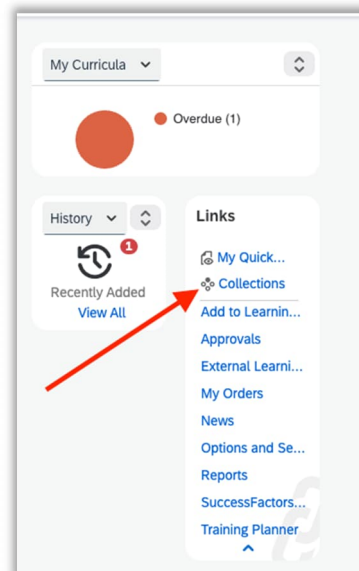 My Curricula
Overdue (1)
History
1
Recently Added
View All
Links
My Quick...
Collections
Add to Learnin...
Approvals
External Learni...
My Orders
News
Options and Se...
Reports
SuccessFactors...
Training Planner